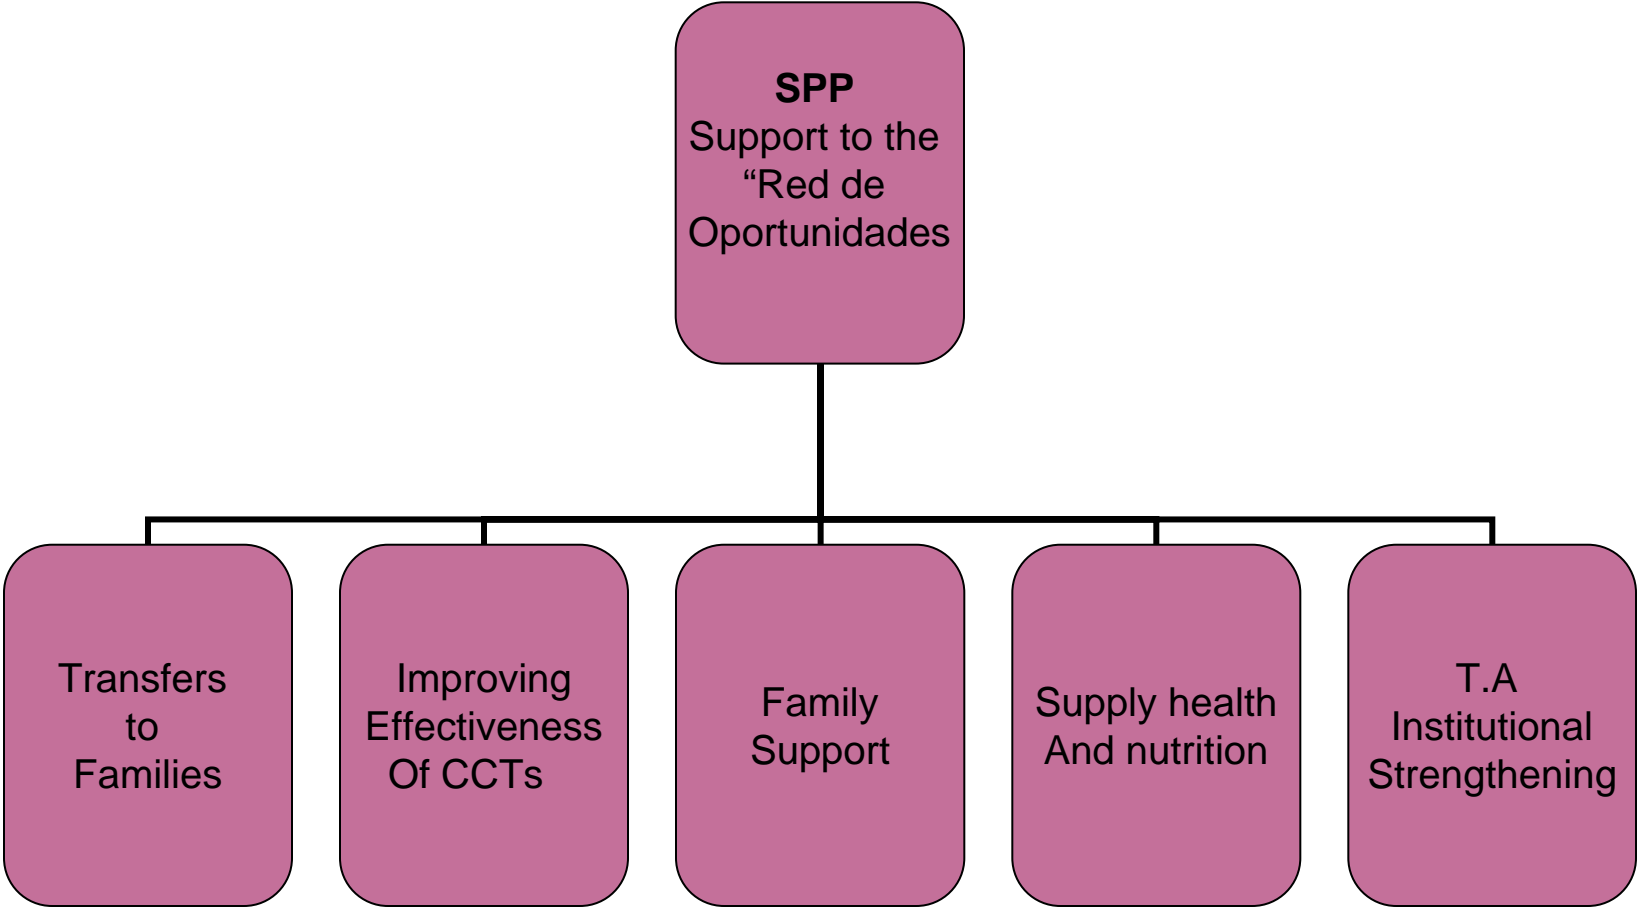 SPP
Support to the
“Red de
Oportunidades
Transfers
to
Families
Improving
Effectiveness
Of CCTs
Family
Support
Supply health
And nutrition
T.A
Institutional
Strengthening